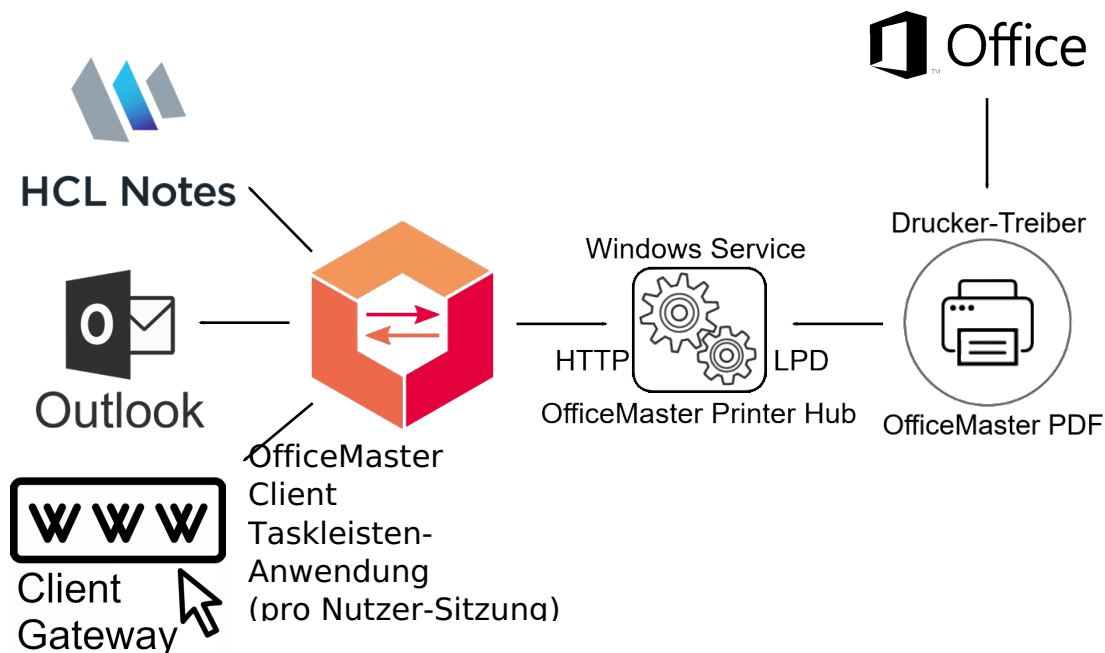 Office
TM
HCL Notes
Drucker-Treiber
Windows Service
HTTP
LPD
O
Outlook
OfficeMaster Printer Hub
OfficeMaster PDF
OfficeMaster
Client
Taskleisten-
Anwendung
(pro Nutzer-Sitzung)
W W W
Client
Gateway